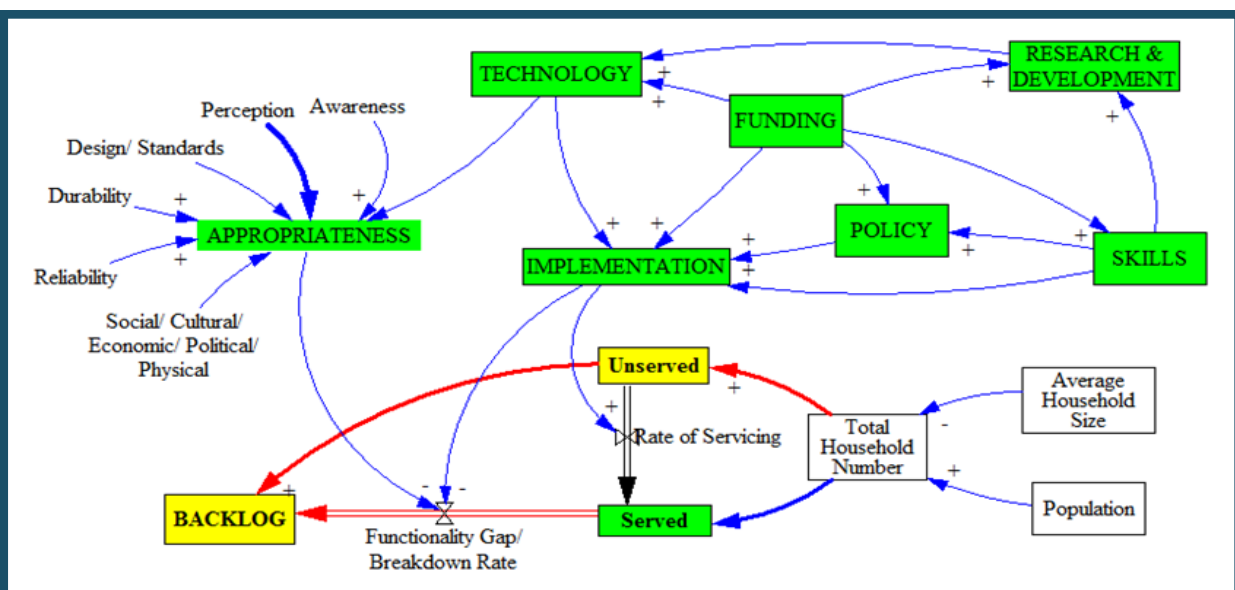 RESEARCH &
DEVELOPMENT
TECHNOLOGY
+
+
+
FUNDING
+
Perception
Awareness
Design/ Standards
Durability
+
+
+
POLICY
+
APPROPRIATENESS
+
+
+
+
+
SKILLS
Reliability
+
IMPLEMENTATION
+
Social/ Cultural/
Economic/ Political/
Physical
Unserved
+
+
Rate of Servicing
Total
Household
Number
Average
Household
Size
-
+
Population
BACKLOG
+
-
-
Functionality Gap/
Breakdown Rate
Served